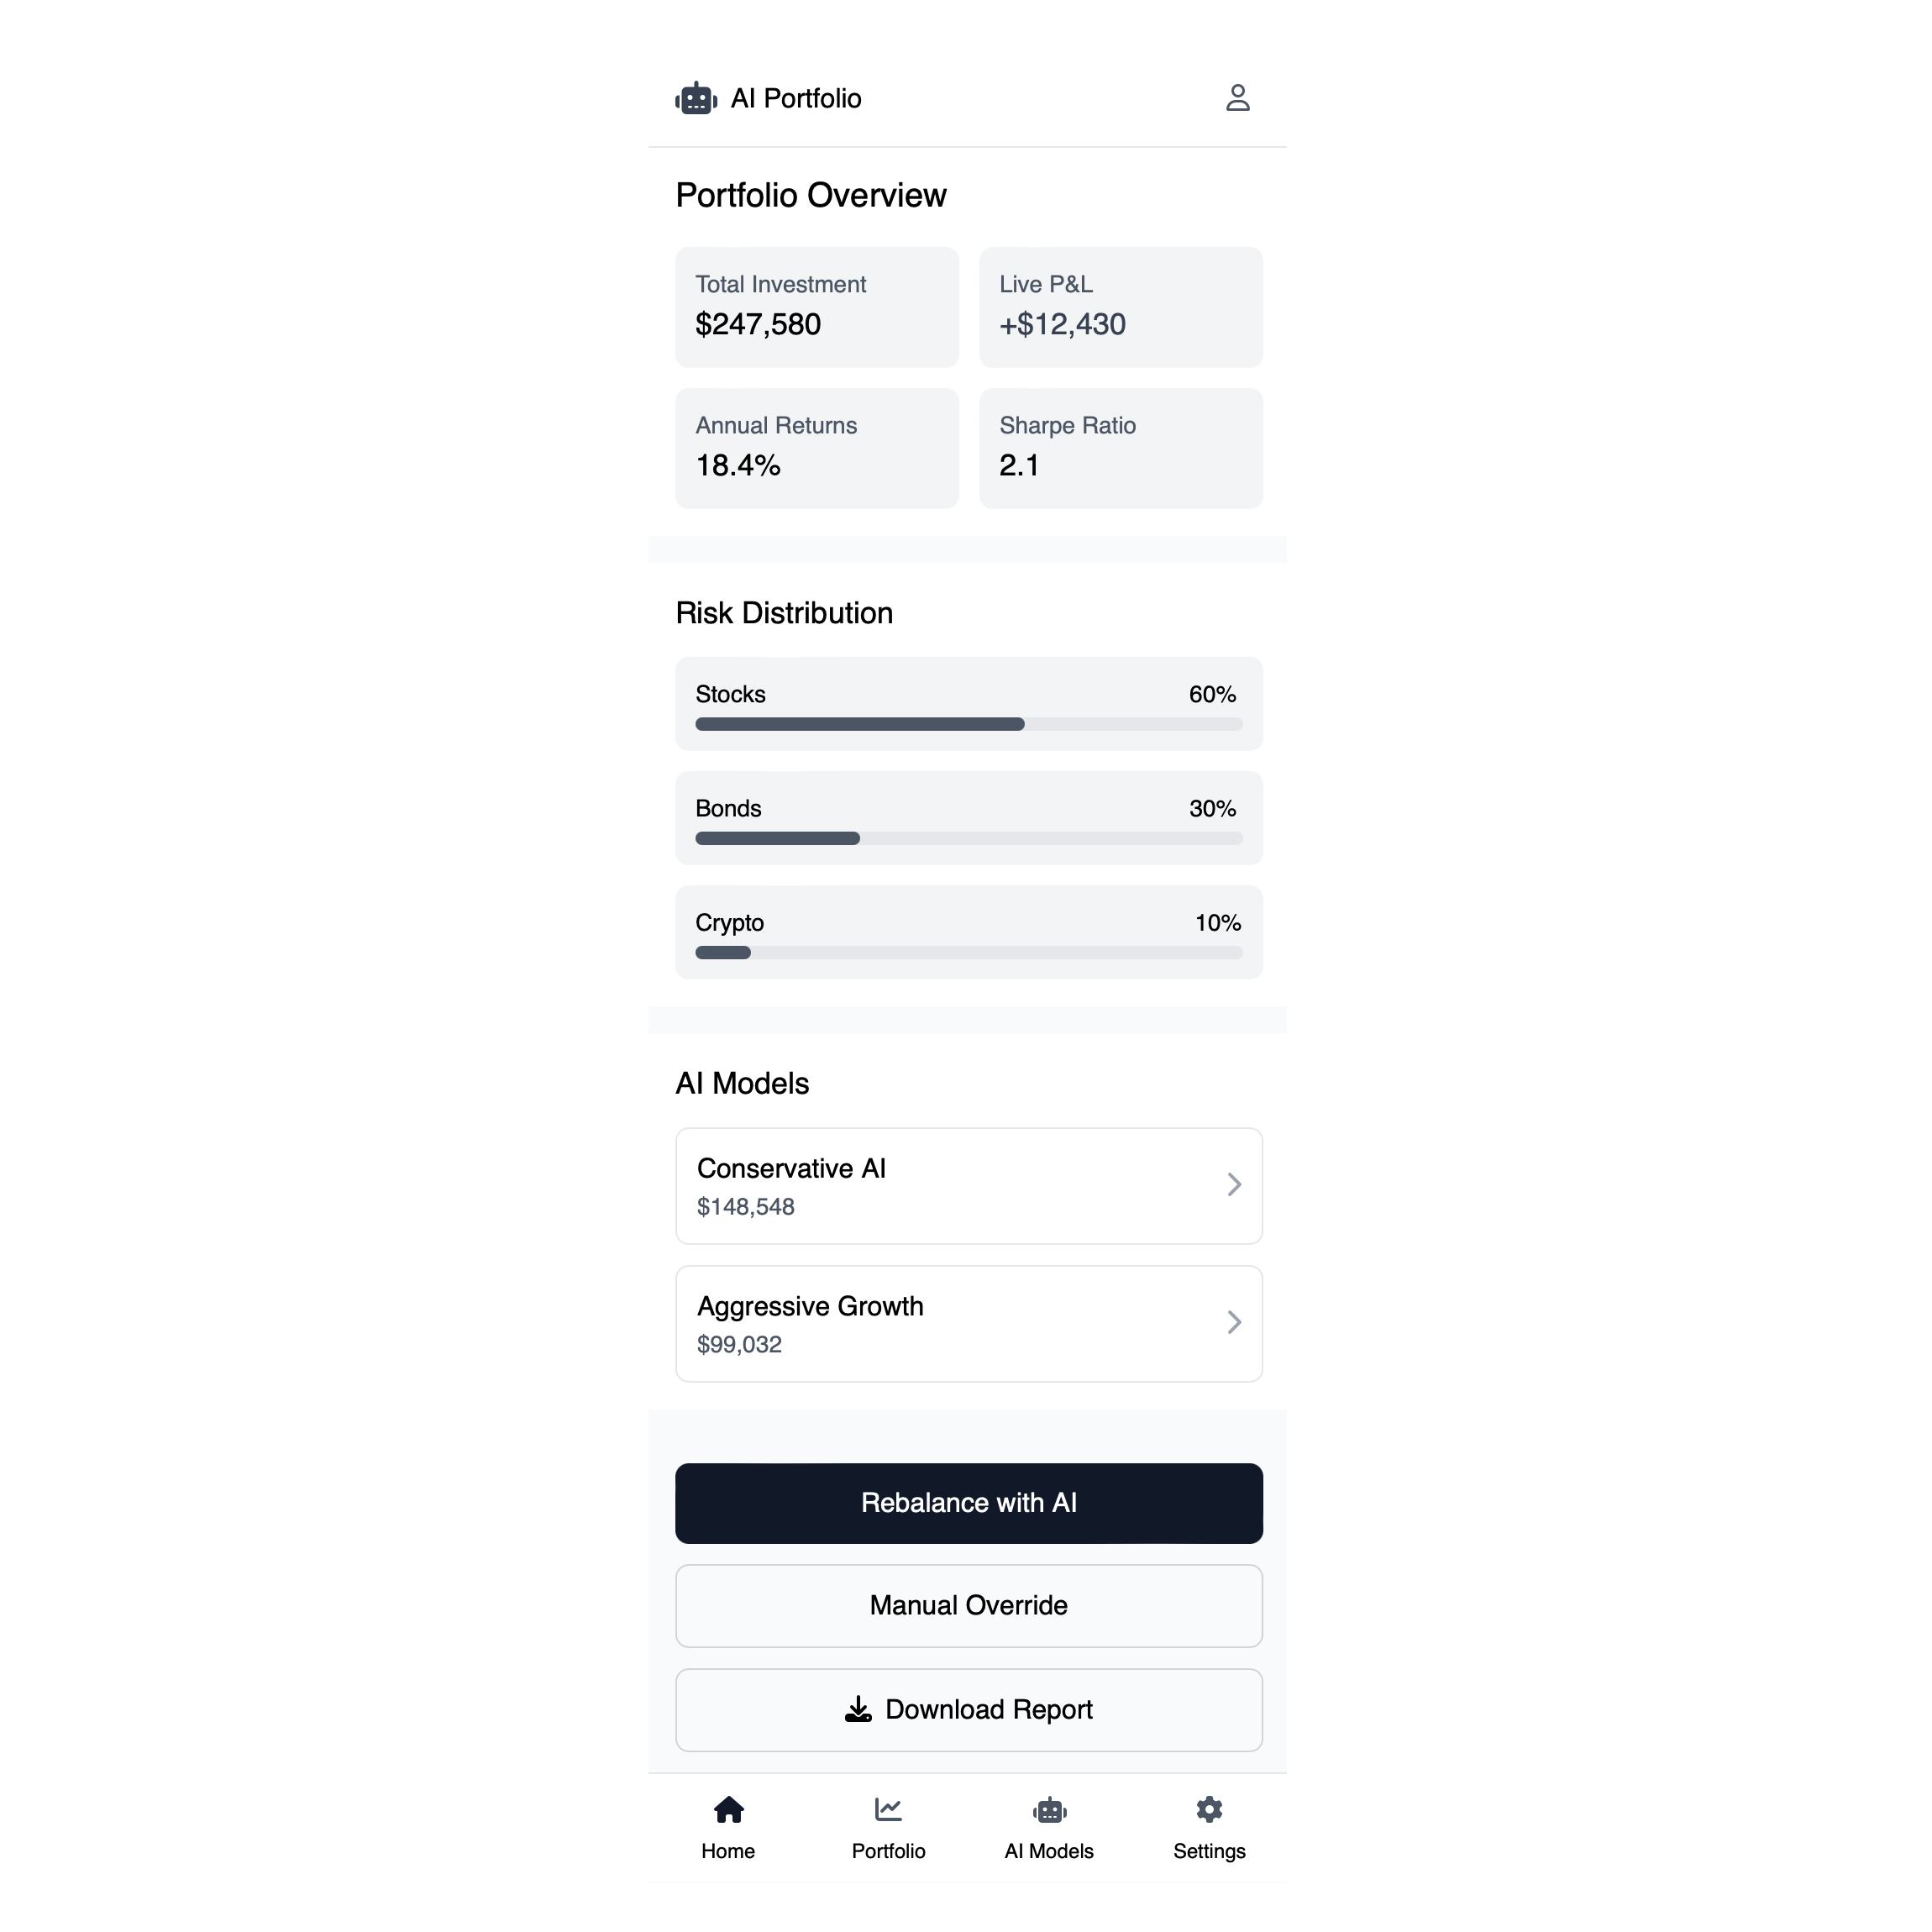 AI Portfolio
Portfolio Overview
Total Investment
$247,580
Live P&L
+$12,430
Annual Returns
18.4%
Sharpe Ratio
2.1
Risk Distribution
Stocks 60%
Bonds 30%
Crypto 10%
AI Models
Conservative AI
$148,548
Aggressive Growth
$99,032
Rebalance with AI
Manual Override
Download Report
Home Portfolio AI Models Settings